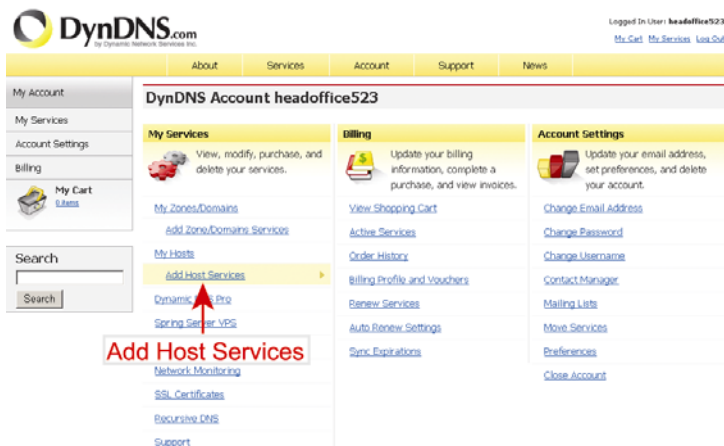 DynDNS.com
by Dynamic Network Services Inc.
Logged In User: headoffice523
My Cart My Services Log Out
About Services Account Support News
My Account
My Services
Account Settings
Billing
My Cart
0 items
Search
Search
DynDNS Account headoffice523
My Services
View, modify, purchase, and
delete your services.
My Zones/Domains
Add Zone/Domains Services
My Hosts
Add Host Services
Dynamic DNS Pro
Spring Server VPS
Add Host Services
Network Monitoring
SSL Certificates
Recursive DNS
Support
Billing
Update your billing
information, complete a
purchase, and view invoices.
View Shopping Cart
Active Services
Order History
Billing Profile and Vouchers
Renew Services
Auto Renew Settings
Sync Expirations
Account Settings
Update your email address,
set preferences, and delete
your account.
Change Email Address
Change Password
Change Username
Contact Manager
Mailing Lists
Move Services
Preferences
Close Account